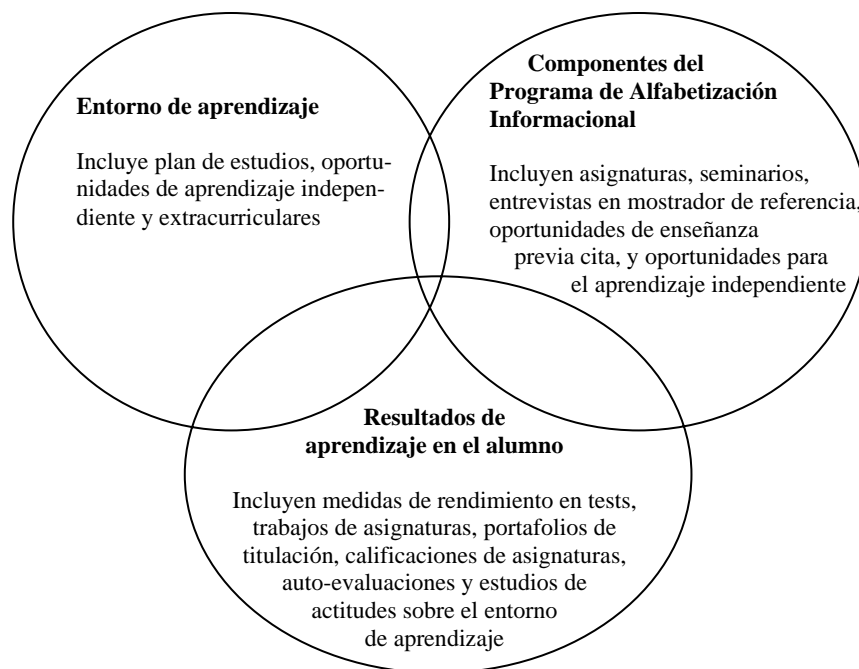 Entorno de aprendizaje
Incluye plan de estudios, oportu-
nidades de aprendizaje indepen-
diente y extracurriculares
Componentes del
Programa de Alfabetización
Informacional
Incluyen asignaturas, seminarios,
entrevistas en mostrador de referencia,
oportunidades de enseñanza
previa cita, y oportunidades para
el aprendizaje independiente
Resultados de
aprendizaje en el alumno
Incluyen medidas de rendimiento en tests,
trabajos de asignaturas, portafolios de
titulación, calificaciones de asignaturas,
auto-evaluaciones y estudios de
actitudes sobre el entorno
de aprendizaje